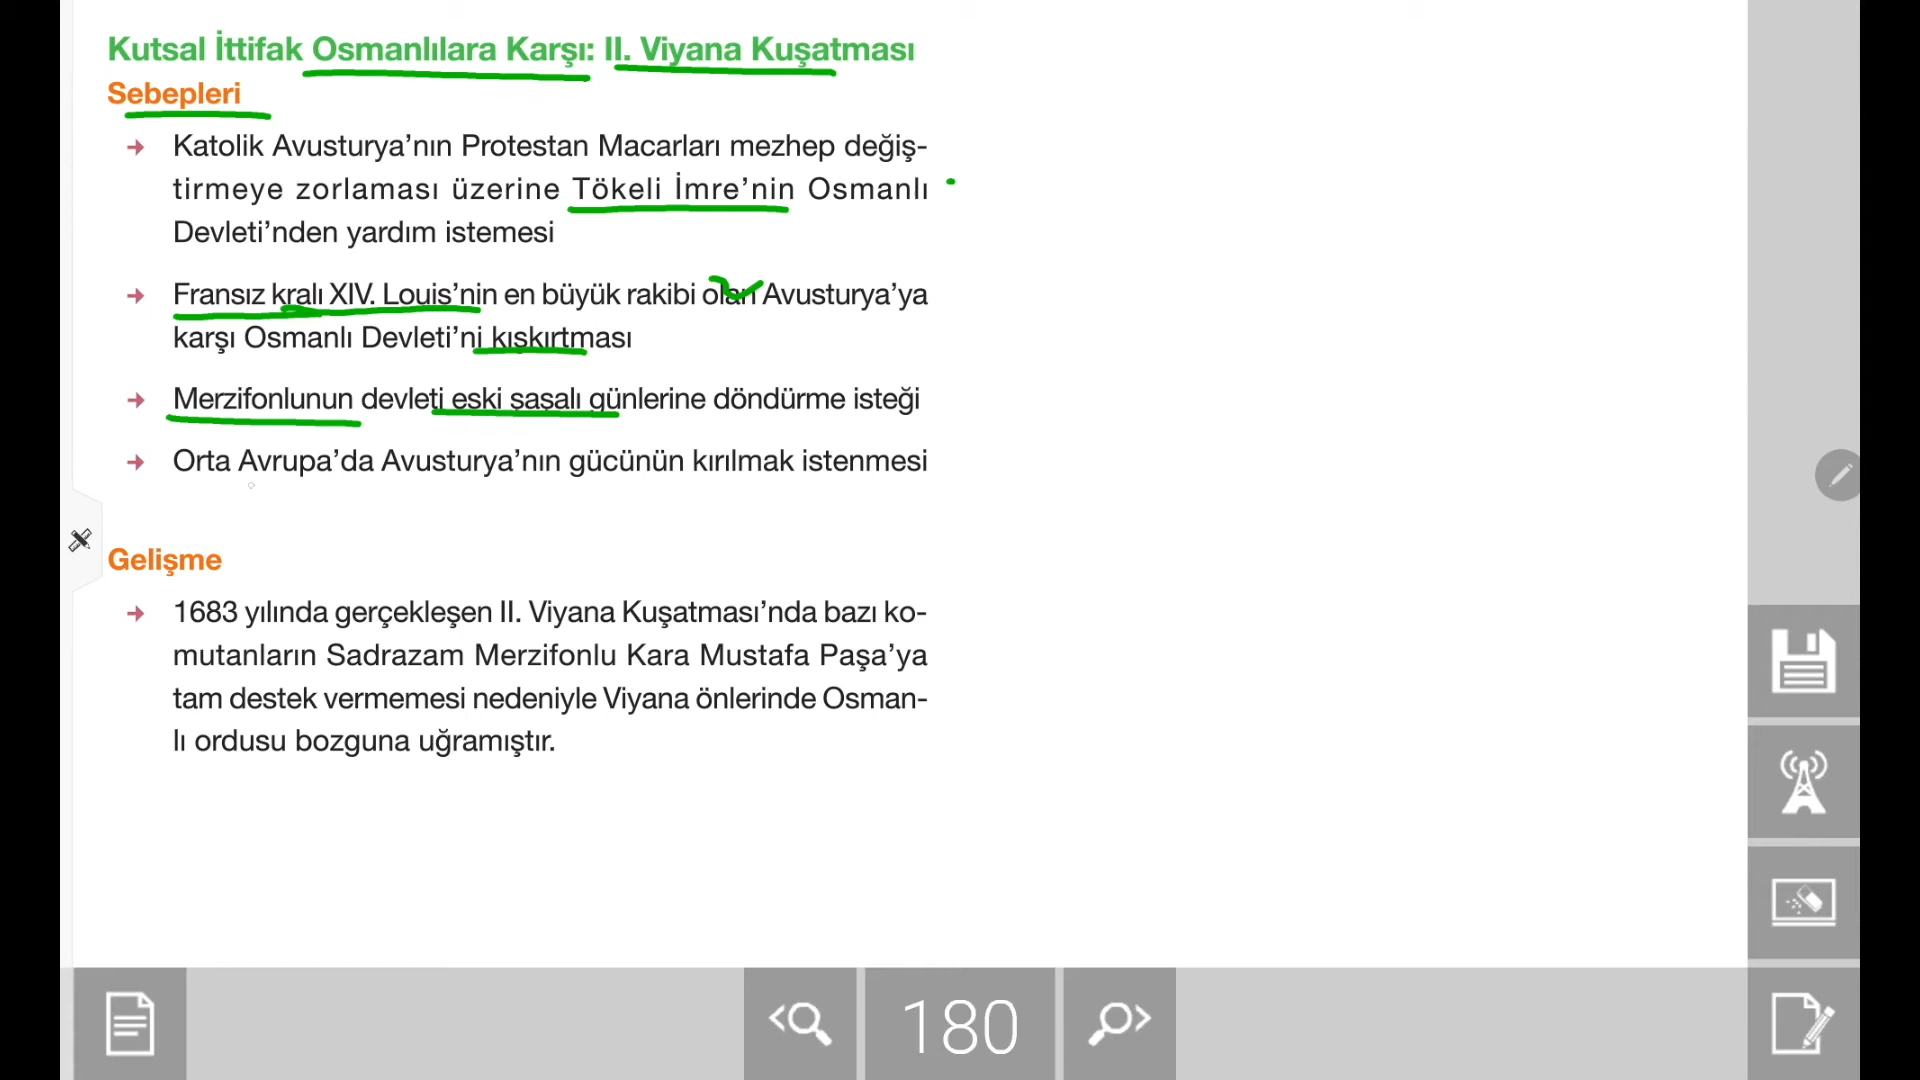 Kutsal İttifak Osmanlılara Karşı: II. Viyana Kuşatması
Sebepleri
→ Katolik Avusturya’nın Protestan Macarları mezhep değiş-
tirmeye zorlaması üzerine Tökeli İmre’nin Osmanlı
Devleti’nden yardım istemesi
→ Fransız kralı XIV. Louis’nin en büyük rakibi olan Avusturya’ya
karşı Osmanlı Devleti’ni kışkırtması
→ Merzifonlunun devleti eski şaşalı günlerine döndürme isteği
→ Orta Avrupa’da Avusturya’nın gücünün kırılmak istenmesi
Gelişme
→ 1683 yılında gerçekleşen II. Viyana Kuşatması’nda bazı ko-
mutanların Sadrazam Merzifonlu Kara Mustafa Paşa’ya
tam destek vermemesi nedeniyle Viyana önlerinde Osman-
lı ordusu bozguna uğramıştır.
180